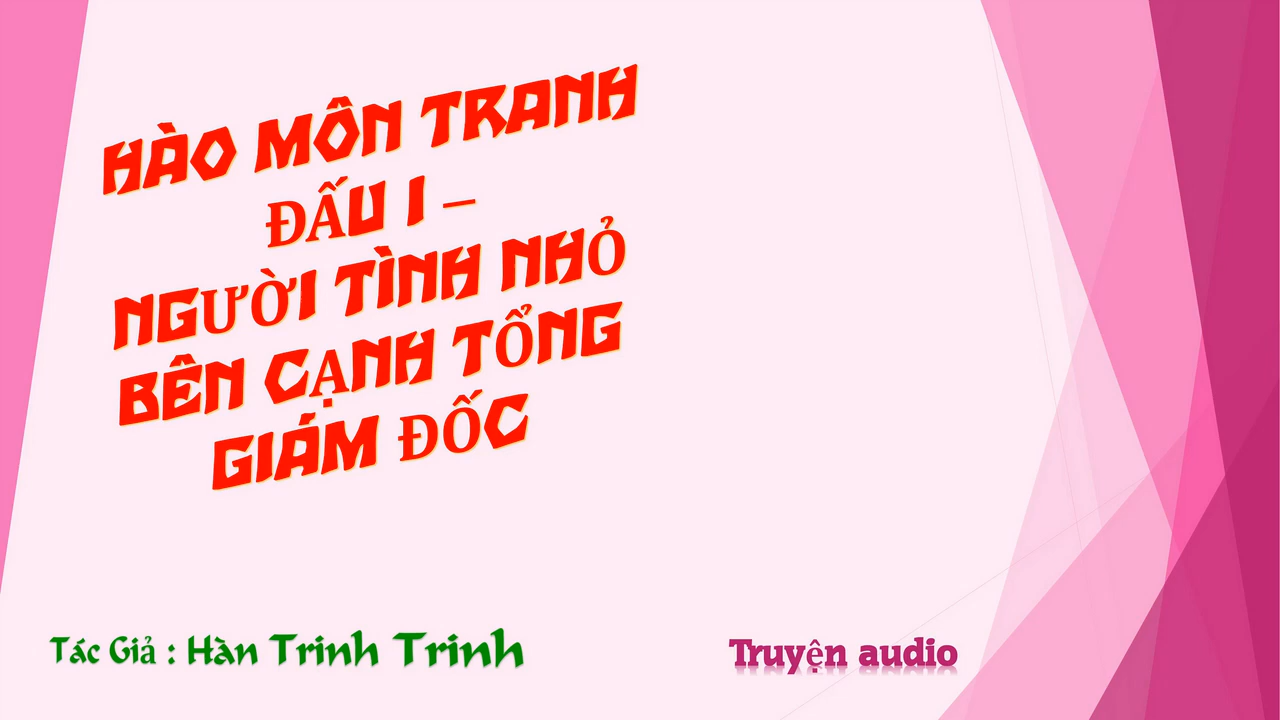 HÀO MÔN TRANH
ĐẤU I –
NGƯỜI TÌNH NHỎ
BÊN CẠNH TỔNG
GIÁM ĐỐC
Tác Giả : Hàn Trinh Trinh
Truyện audio